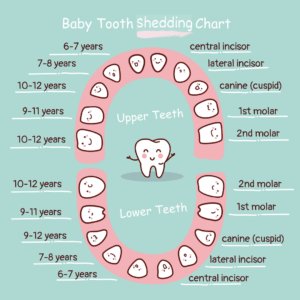 Baby Tooth Shedding Chart
6-7 years central incisor
7-8 years lateral incisor
10-12 years canine (cuspid)
9-11 years 1st molar
10-12 years 2nd molar
Upper Teeth
10-12 years 2nd molar
9-11 years 1st molar
Lower Teeth
9-12 years canine (cuspid)
7-8 years lateral incisor
6-7 years central incisor